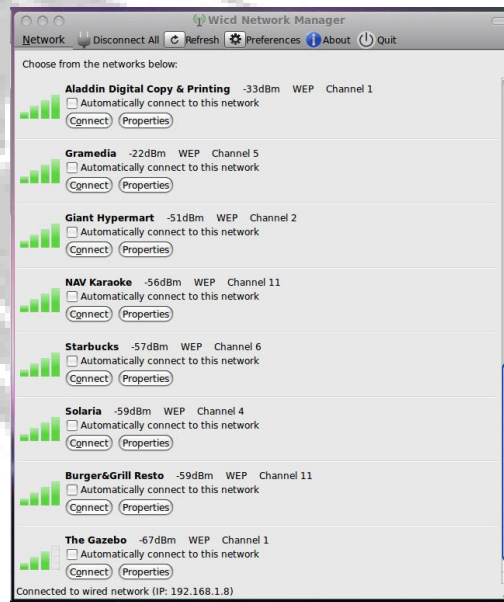 Wicd Network Manager
Network Disconnect All Refresh Preferences About Quit
Choose from the networks below:
Aladdin Digital Copy & Printing -33dBm WEP Channel 1
Automatically connect to this network
Connect Properties
Gramedia -22dBm WEP Channel 5
Automatically connect to this network
Connect Properties
Giant Hypermart -51dBm WEP Channel 2
Automatically connect to this network
Connect Properties
NAV Karaoke -56dBm WEP Channel 11
Automatically connect to this network
Connect Properties
Starbucks -57dBm WEP Channel 6
Automatically connect to this network
Connect Properties
Solaria -59dBm WEP Channel 4
Automatically connect to this network
Connect Properties
Burger&Grill Resto -59dBm WEP Channel 11
Automatically connect to this network
Connect Properties
The Gazebo -67dBm WEP Channel 1
Automatically connect to this network
Connect Properties
Connected to wired network (IP: 192.168.1.8)